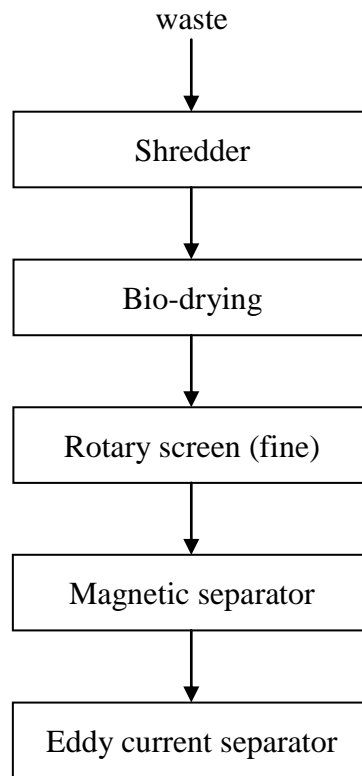 waste
Shredder
Bio-drying
Rotary screen (fine)
Magnetic separator
Eddy current separator